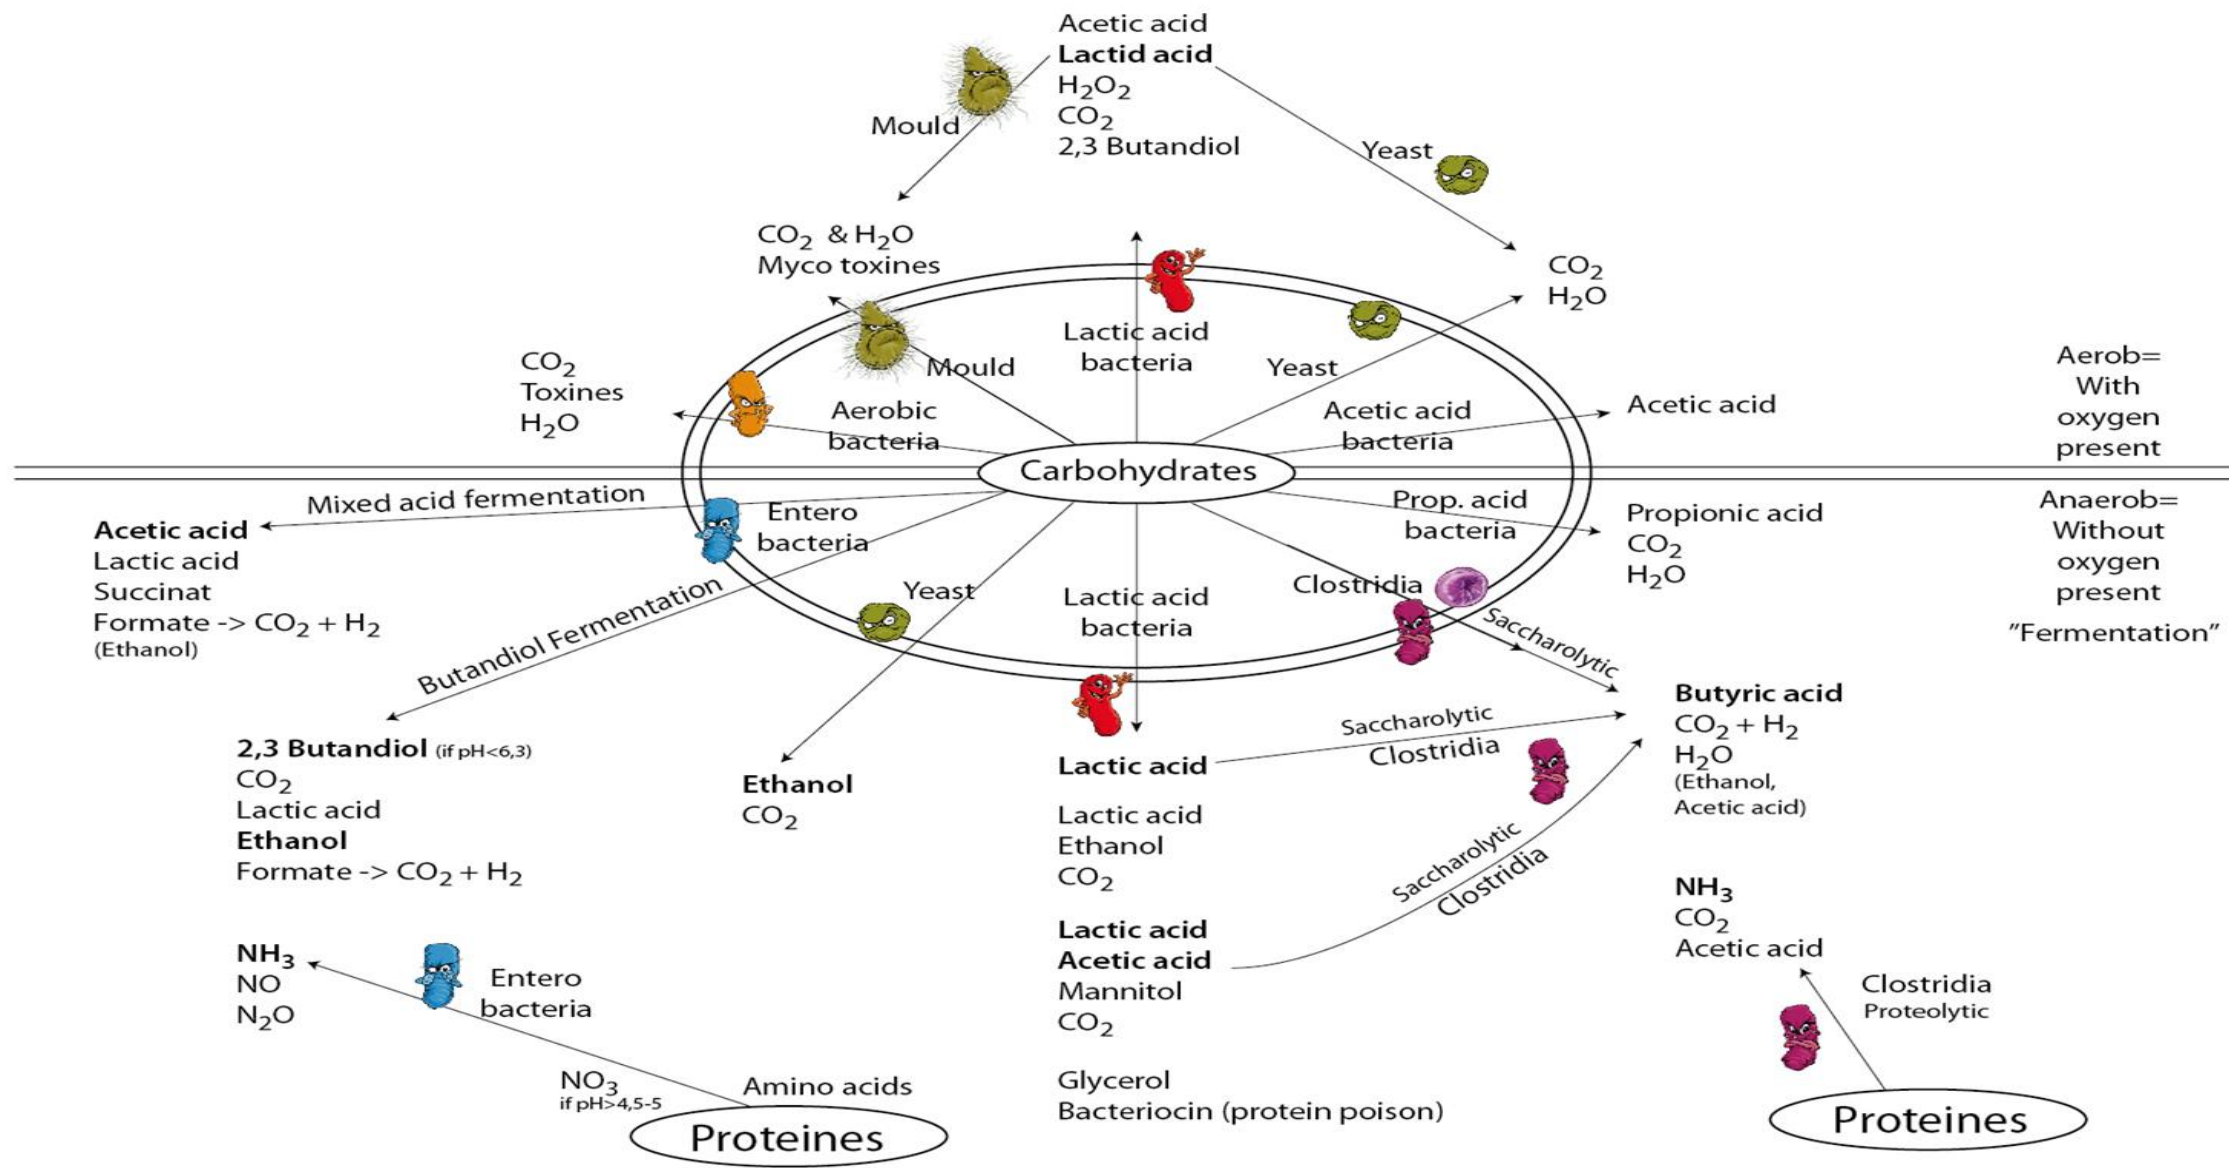 Acetic acid
Lactid acid
H₂O₂
CO₂
2,3 Butandiol
Mould
Yeast
CO₂ & H₂O
Myco toxines
CO₂
H₂O
Lactic acid
bacteria
Mould
Yeast
CO₂
Toxines
H₂O
Aerobic
bacteria
Acetic acid
bacteria
Acetic acid
Aerob=
With
oxygen
present
Carbohydrates
Mixed acid fermentation
Acetic acid
Lactic acid
Succinat
Formate -> CO₂ + H₂
(Ethanol)
Entero
bacteria
Prop. acid
bacteria
Propionic acid
CO₂
H₂O
Anaerob=
Without
oxygen
present
"Fermentation"
Butandiol Fermentation
Yeast
Lactic acid
bacteria
Clostridia
Saccharolytic
2,3 Butandiol (if pH<6,3)
CO₂
Lactic acid
Ethanol
Formate -> CO₂ + H₂
Ethanol
CO₂
Lactic acid
Saccharolytic
Clostridia
Butyric acid
CO₂ + H₂
H₂O
(Ethanol,
Acetic acid)
Lactic acid
Ethanol
CO₂
Saccharolytic
Clostridia
Lactic acid
Acetic acid
Mannitol
CO₂
Glycerol
Bacteriocin (protein poison)
NH₃
CO₂
Acetic acid
Clostridia
Proteolytic
Proteines
NH₃
NO
N₂O
Entero
bacteria
NO₃
if pH>4,5-5
Amino acids
Proteines